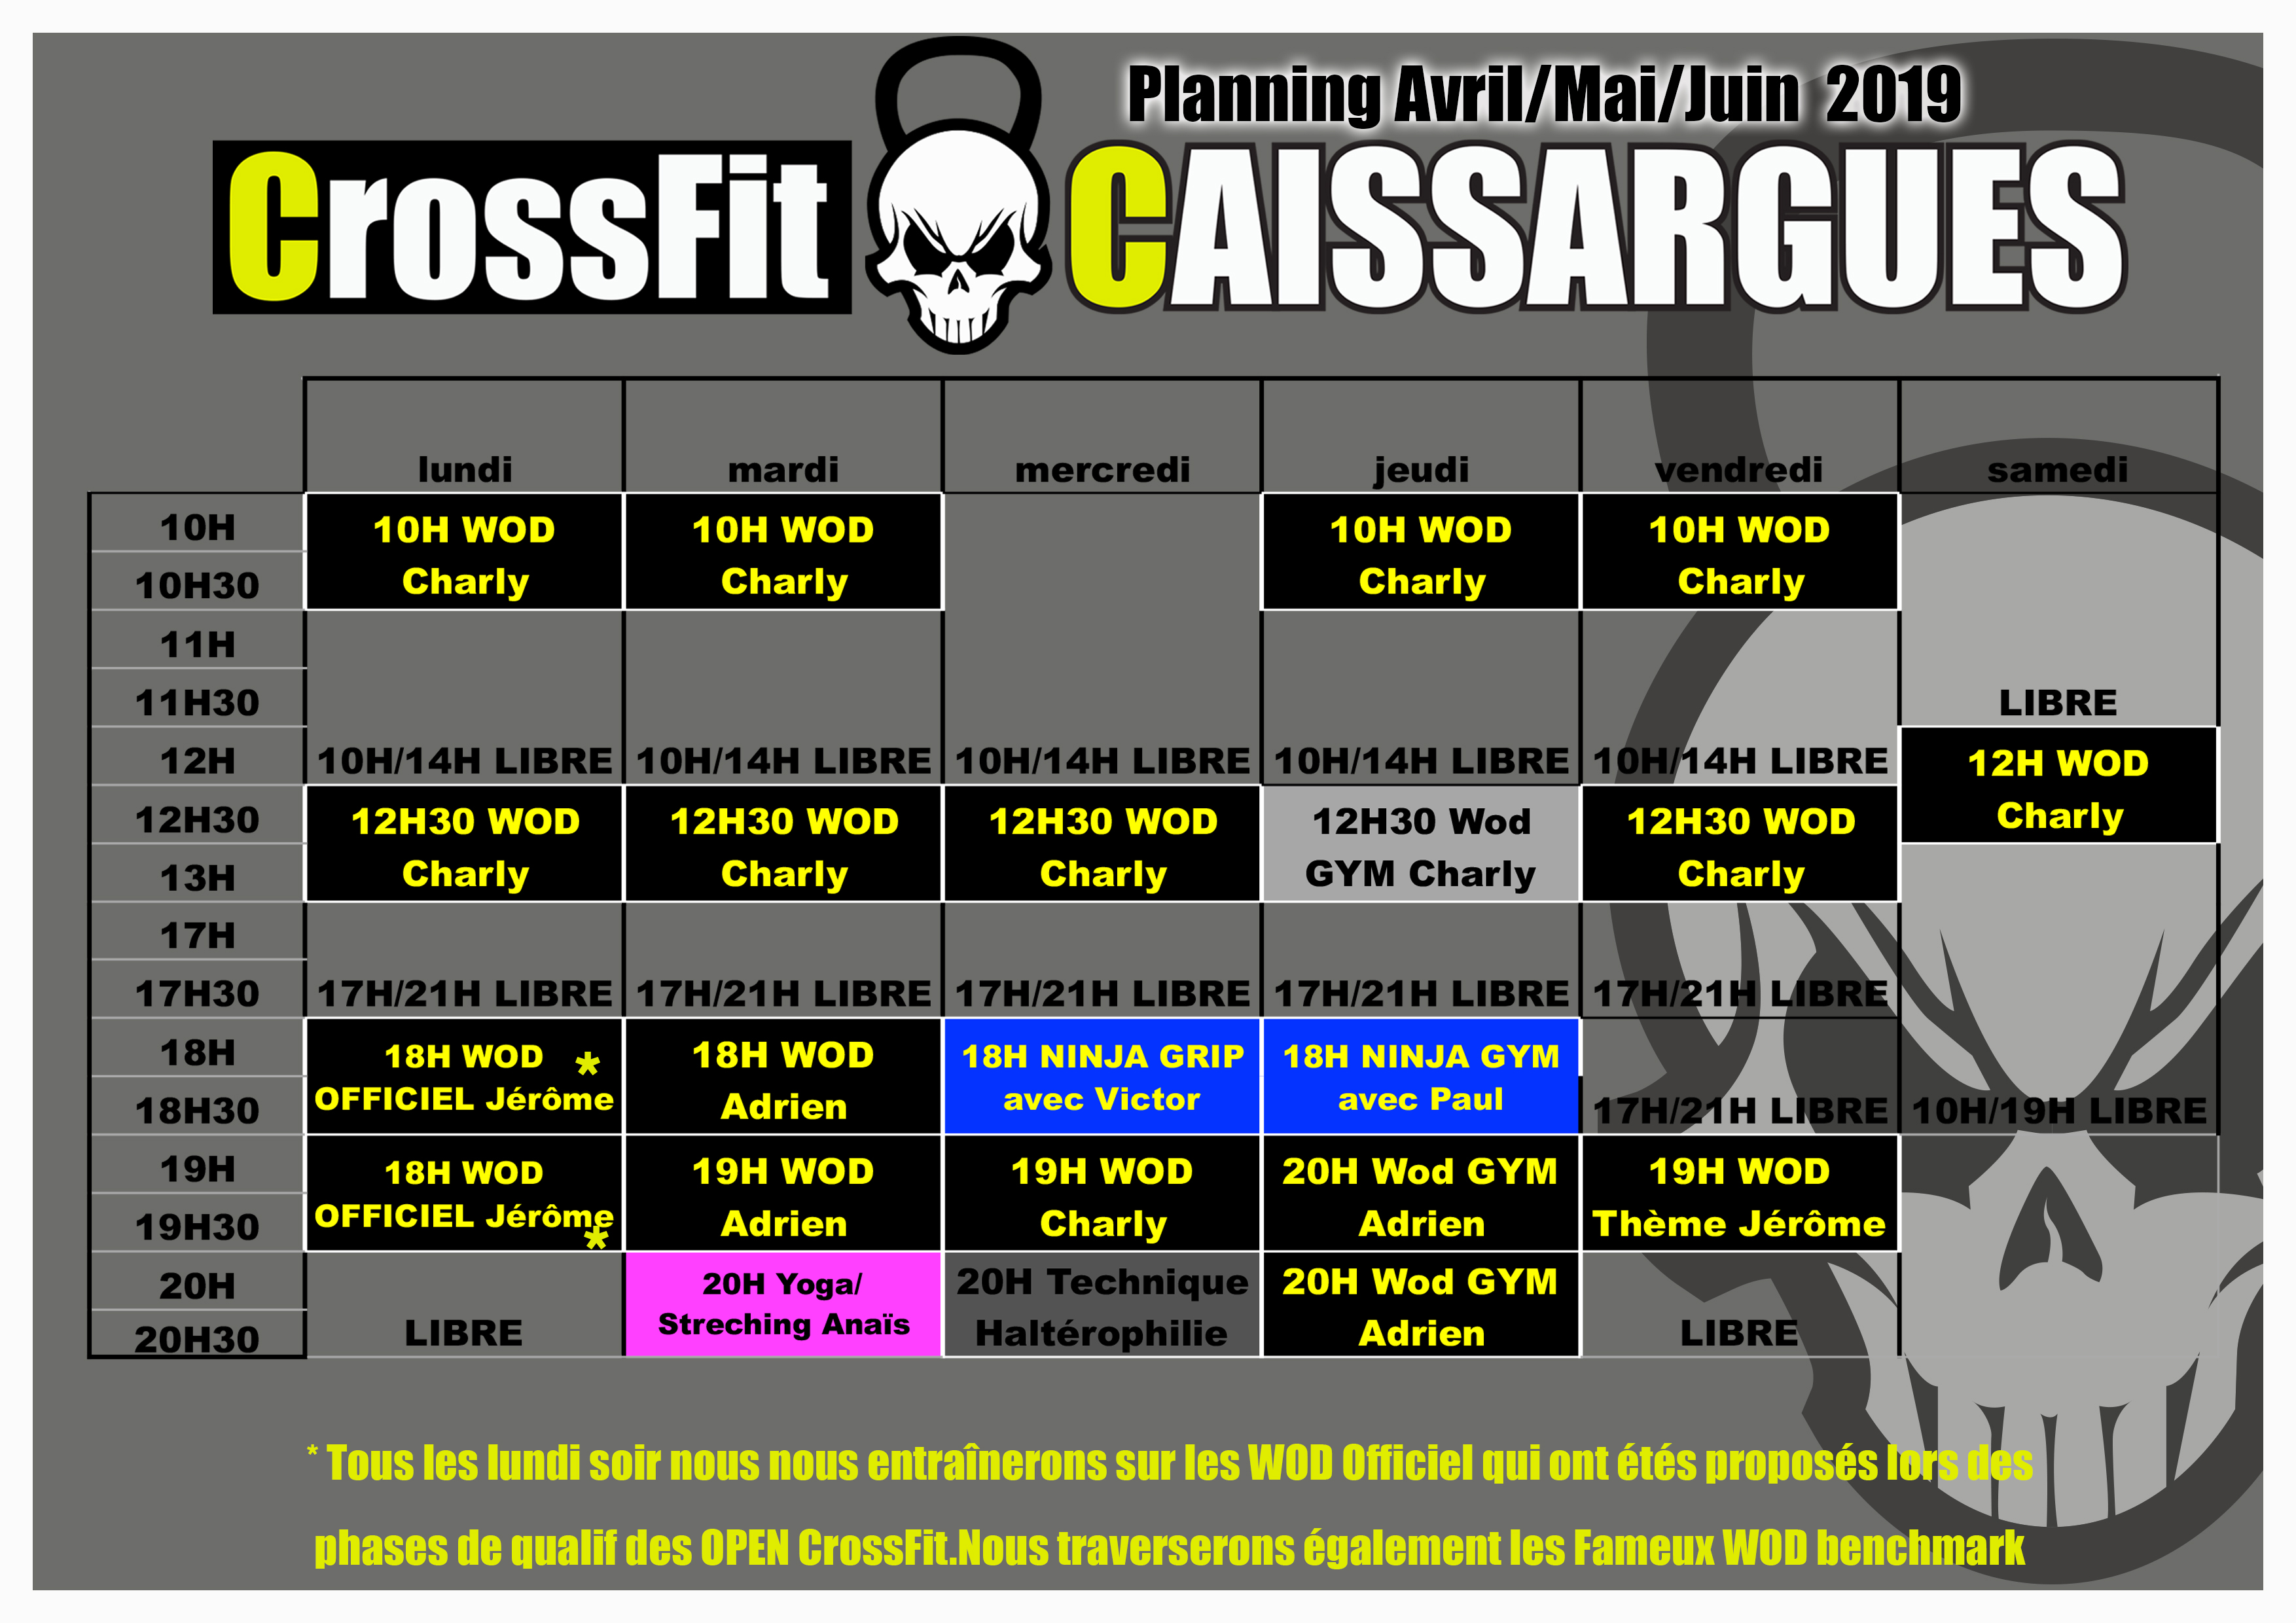 Planning Avril/Mai/Juin 2019
CrossFit CAISSARGUES
lundi mardi mercredi jeudi vendredi samedi
10H
10H30
11H
11H30
12H
12H30
13H
17H
17H30
18H
18H30
19H
19H30
20H
20H30
10H WOD
Charly
10H/14H LIBRE
12H30 WOD
Charly
17H/21H LIBRE
18H WOD *
OFFICIEL Jérôme
18H WOD
OFFICIEL Jérôme
*
LIBRE
10H WOD
Charly
10H/14H LIBRE
12H30 WOD
Charly
17H/21H LIBRE
18H WOD
Adrien
19H WOD
Adrien
20H Yoga/
Streching Anaïs
10H/14H LIBRE
12H30 WOD
Charly
17H/21H LIBRE
18H NINJA GRIP
avec Victor
19H WOD
Charly
20H Technique
Haltérophilie
10H WOD
Charly
10H/14H LIBRE
12H30 Wod
GYM Charly
17H/21H LIBRE
18H NINJA GYM
avec Paul
20H Wod GYM
Adrien
20H Wod GYM
Adrien
10H WOD
Charly
10H/14H LIBRE
12H30 WOD
Charly
17H/21H LIBRE
17H/21H LIBRE
19H WOD
Thème Jérôme
LIBRE
LIBRE
12H WOD
Charly
10H/19H LIBRE
* Tous les lundi soir nous nous entraînerons sur les WOD Officiel qui ont étés proposés lors des
phases de qualif des OPEN CrossFit.Nous traverserons également les Fameux WOD benchmark